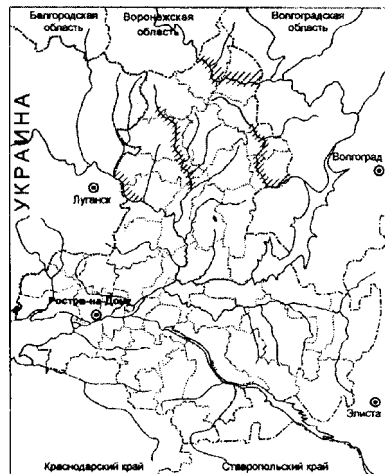 Белгородская
область
Воронежская
область
Волгоградская
область
УКРАИНА
Волгоград
Луганск
Ростов-на-Дону
Элиста
Краснодарский край
Ставропольский край